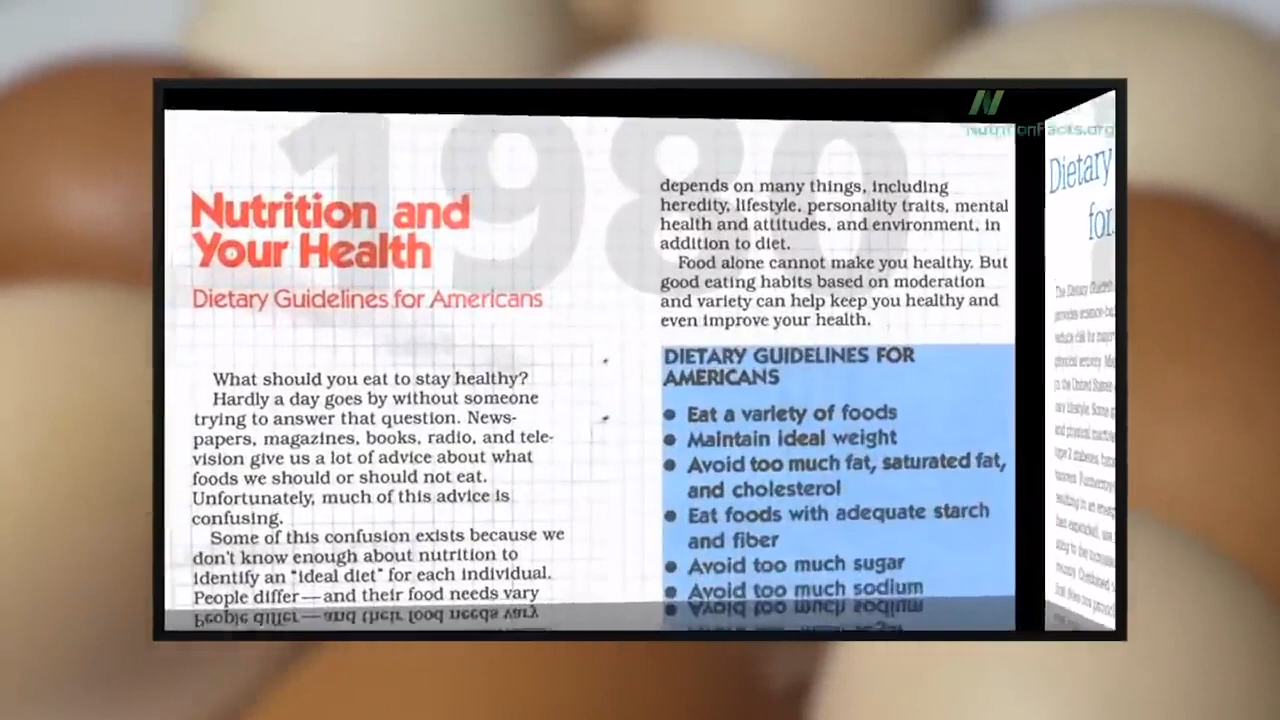 1980
NutritionFacts.org
Nutrition and
Your Health
Dietary Guidelines for Americans
What should you eat to stay healthy?
Hardly a day goes by without someone
trying to answer that question. News-
papers, magazines, books, radio, and tele-
vision give us a lot of advice about what
foods we should or should not eat.
Unfortunately, much of this advice is
confusing.
Some of this confusion exists because we
don't know enough about nutrition to
identify an "ideal diet" for each individual.
People differ—and their food needs vary
depends on many things, including
heredity, lifestyle, personality traits, mental
health and attitudes, and environment, in
addition to diet.
Food alone cannot make you healthy. But
good eating habits based on moderation
and variety can help keep you healthy and
even improve your health.
DIETARY GUIDELINES FOR
AMERICANS
● Eat a variety of foods
● Maintain ideal weight
● Avoid too much fat, saturated fat,
and cholesterol
● Eat foods with adequate starch
and fiber
● Avoid too much sugar
● Avoid too much sodium
Dietary
for